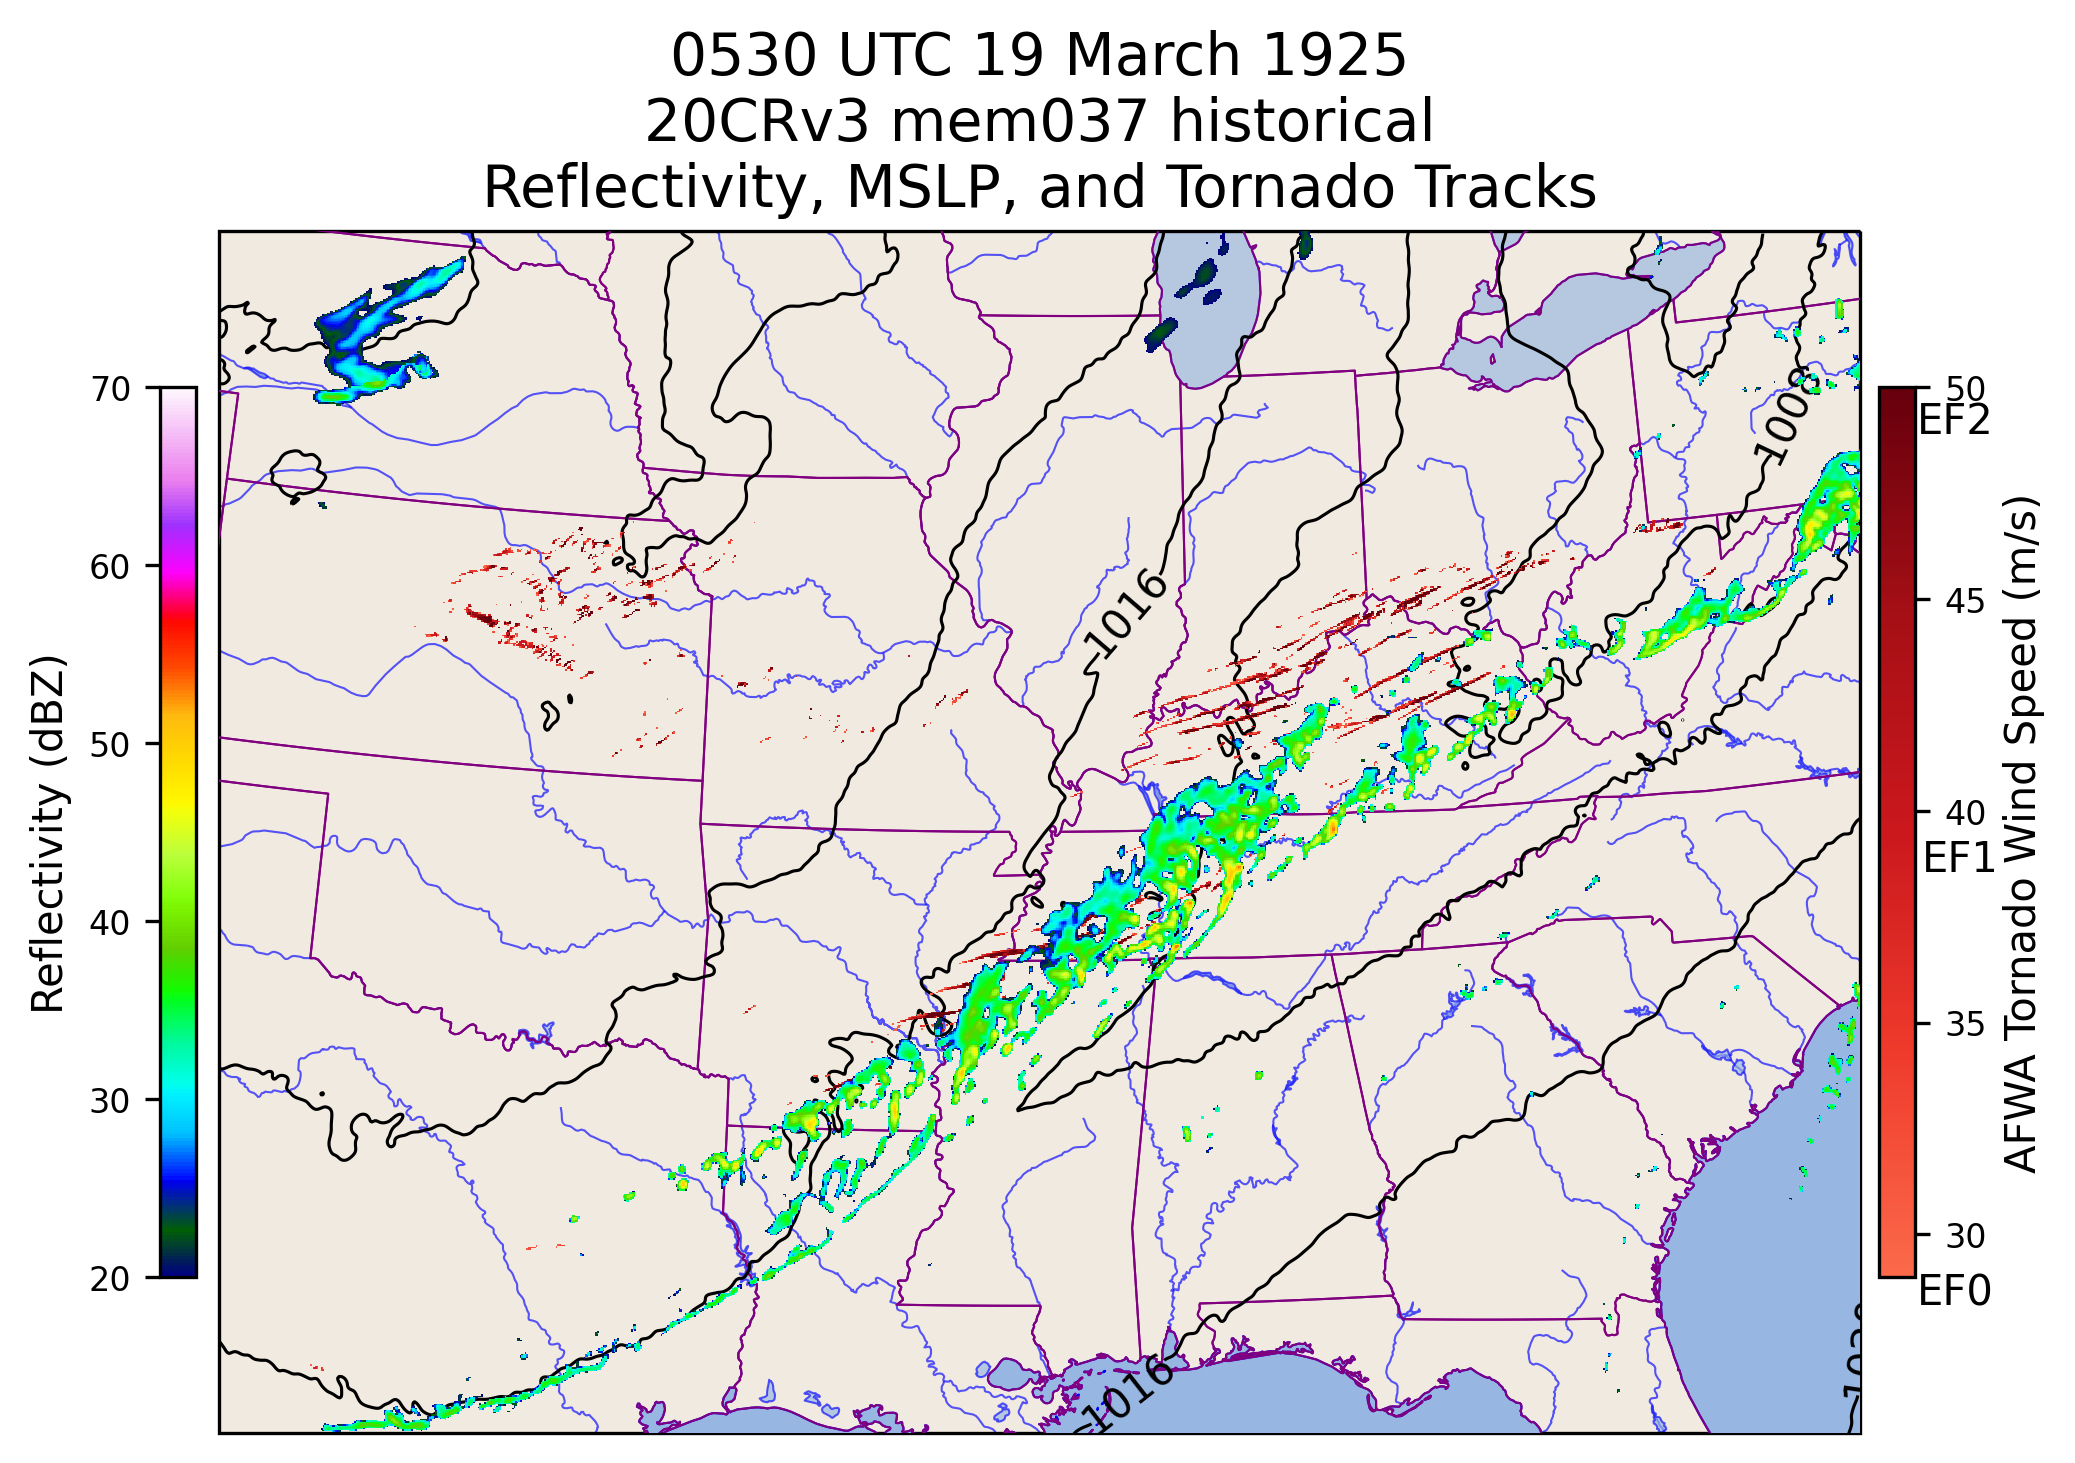 0530 UTC 19 March 1925
20CRv3 mem037 historical
Reflectivity, MSLP, and Tornado Tracks
Reflectivity (dBZ)
70
60
50
40
30
20
1008
1016
1016
1020
50
EF2
45
40
EF1
35
30
EF0
AFWA Tornado Wind Speed (m/s)